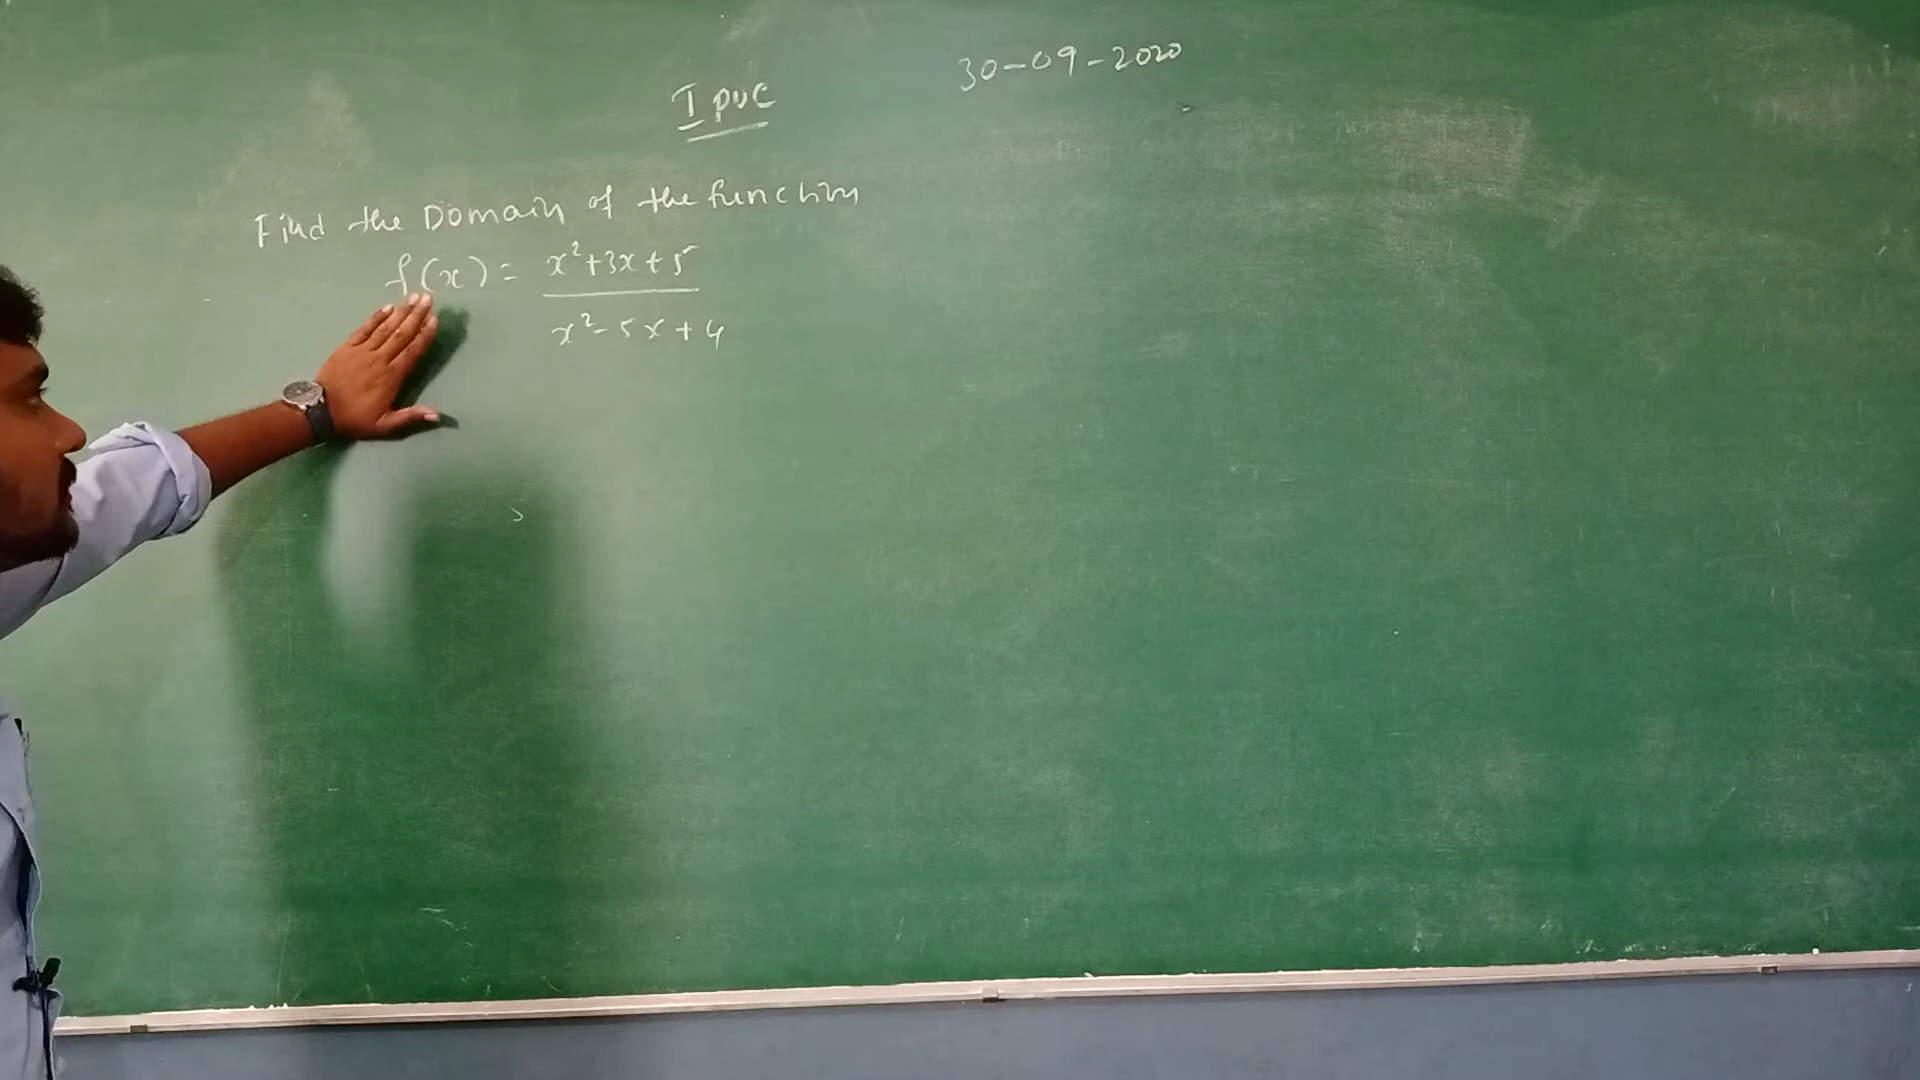 30-09-2020
I PUC
Find the Domain of the function
f(x) = x²+3x+5
x²-5x+4